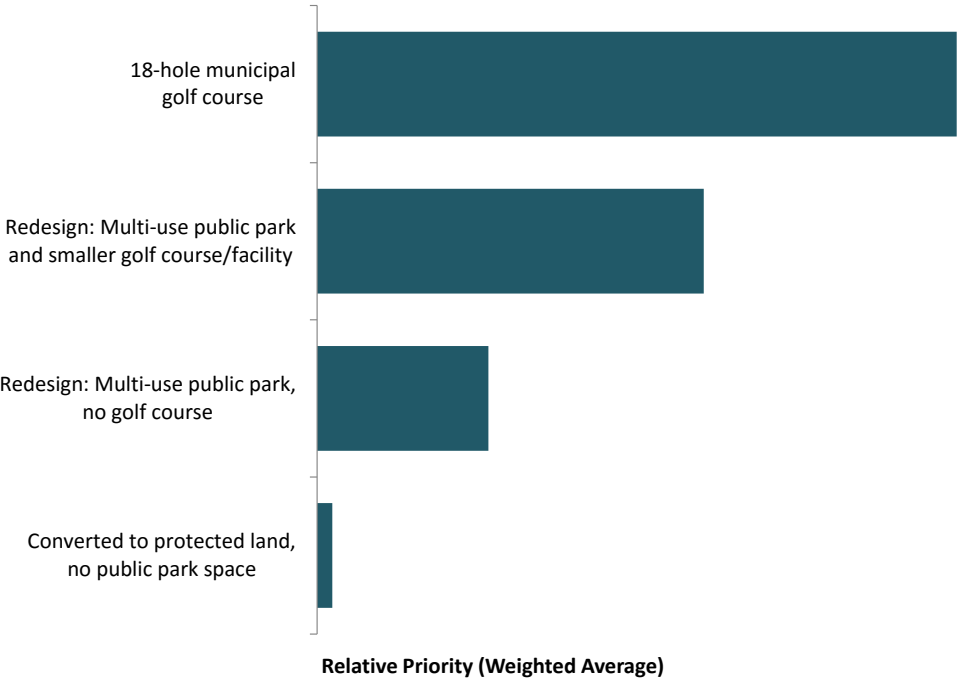 18-hole municipal
golf course
Redesign: Multi-use public park
and smaller golf course/facility
Redesign: Multi-use public park,
no golf course
Converted to protected land,
no public park space
Relative Priority (Weighted Average)